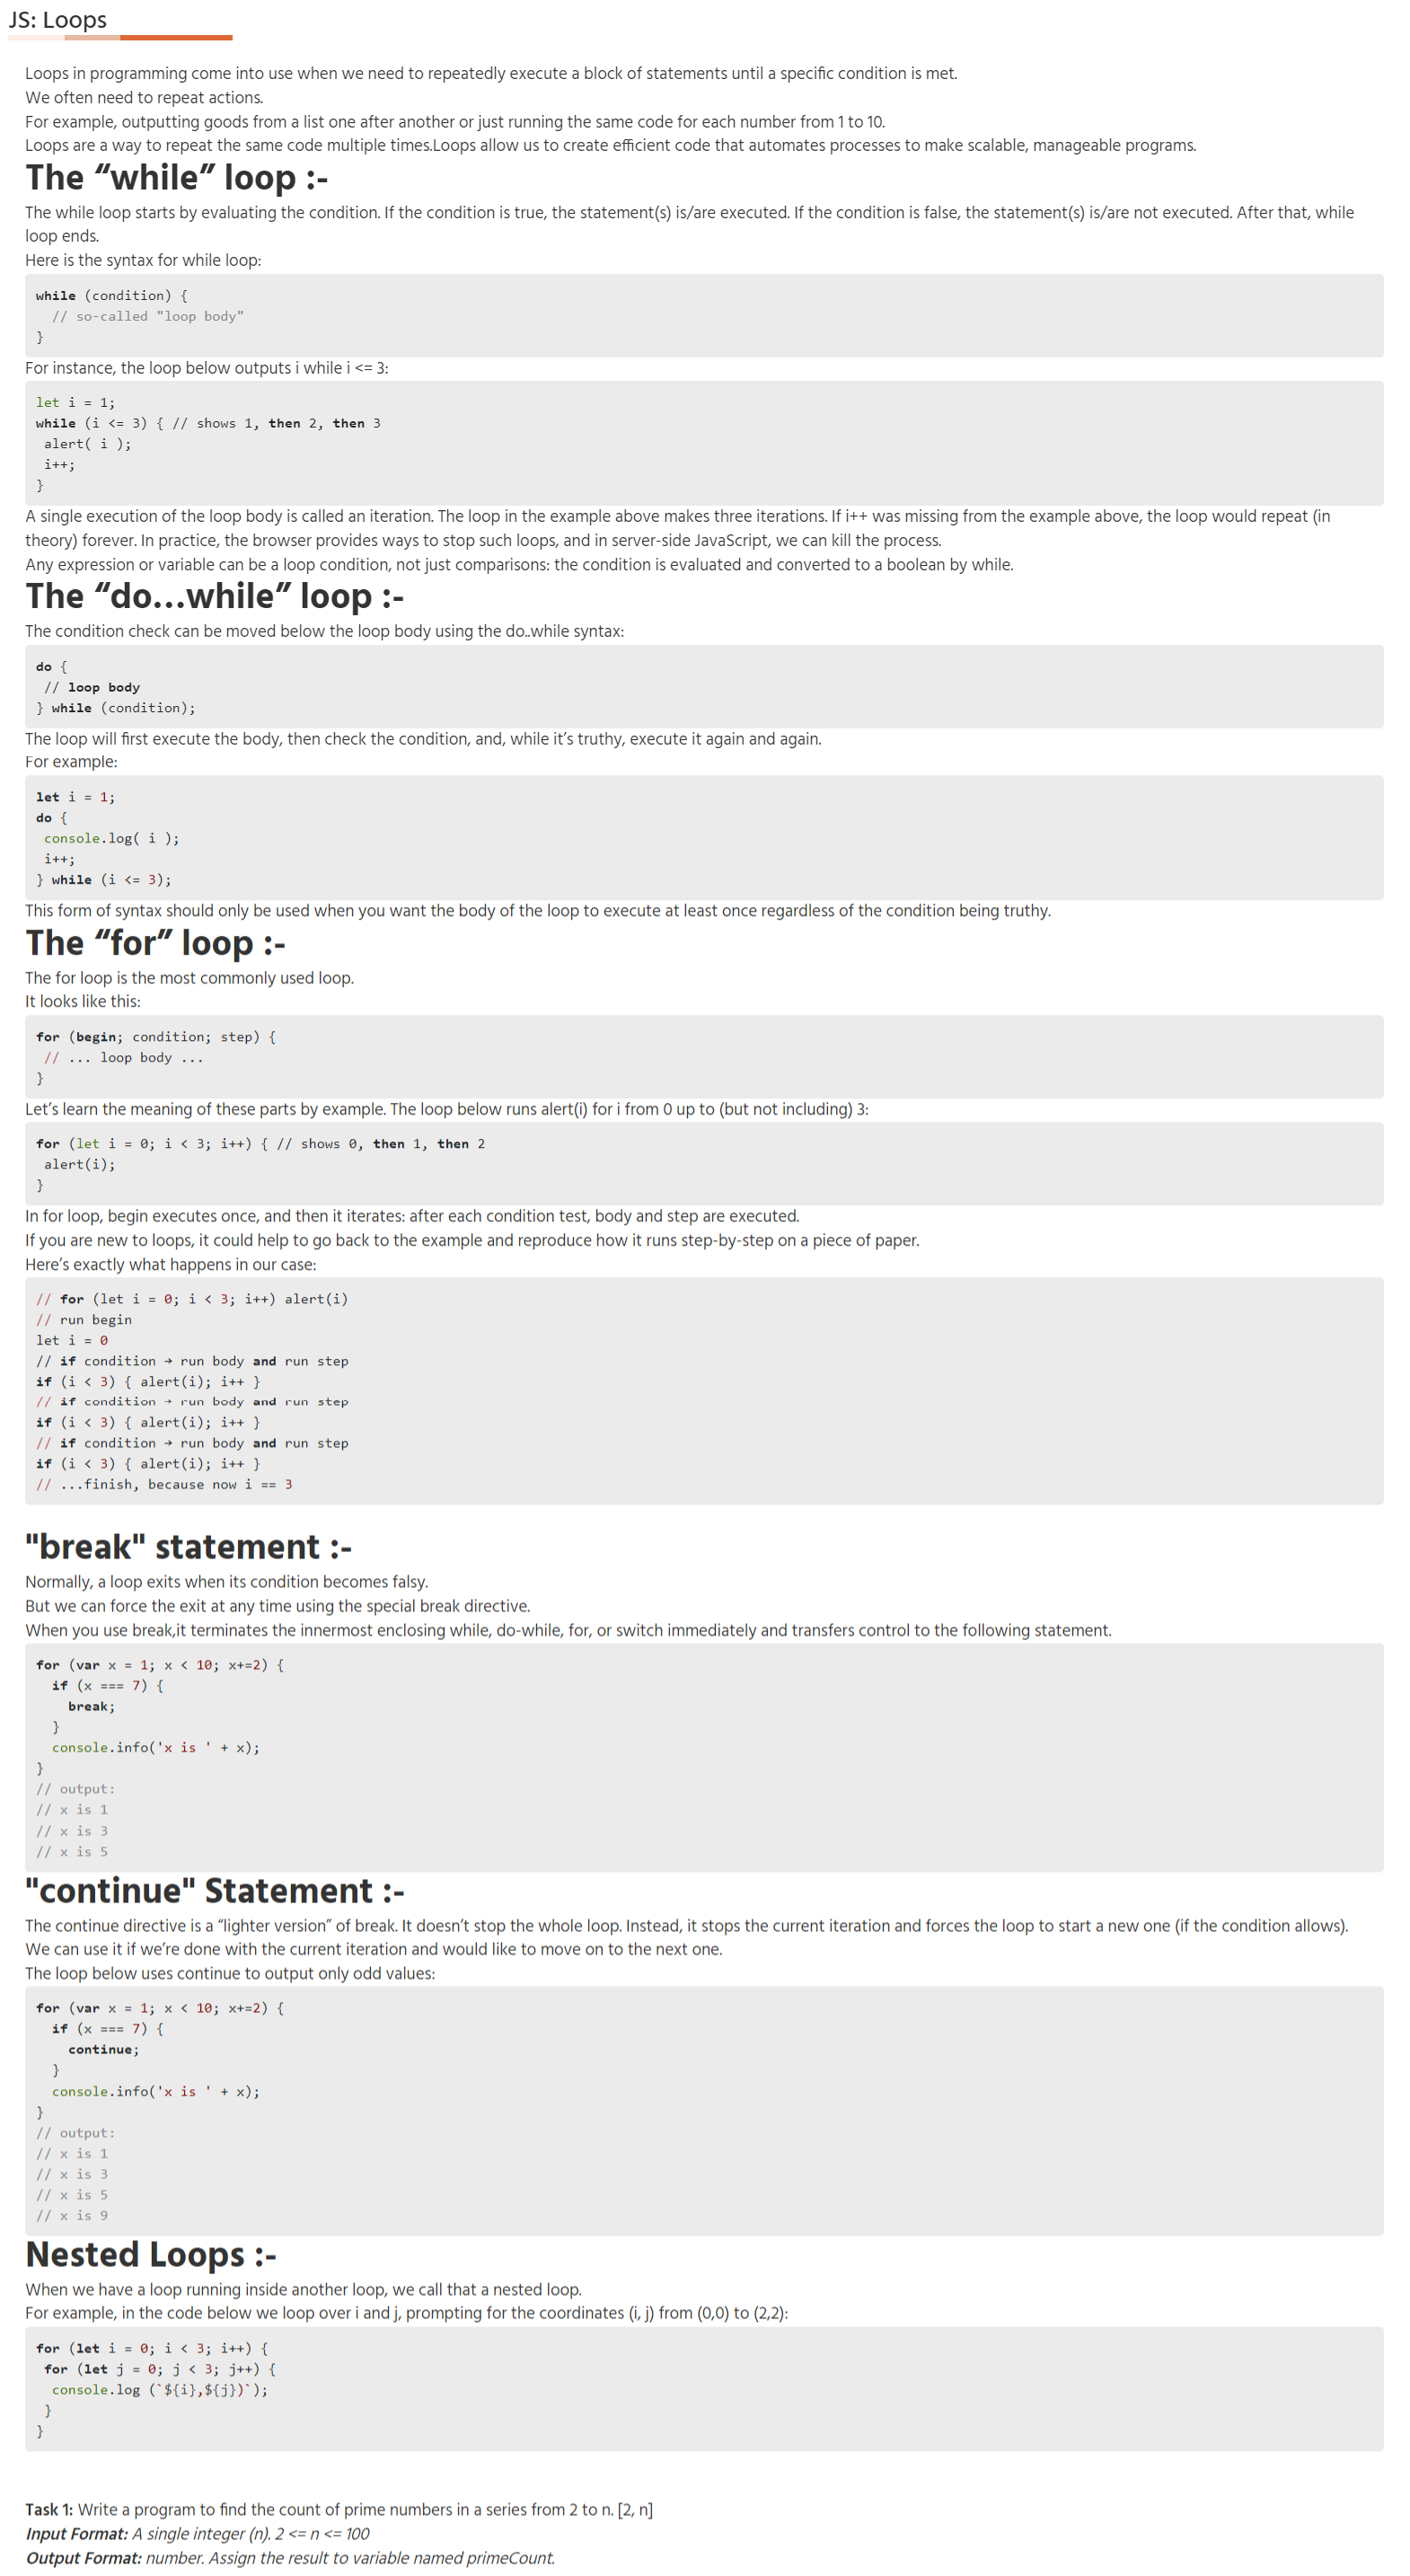 JS: Loops
Loops in programming come into use when we need to repeatedly execute a block of statements until a specific condition is met.
We often need to repeat actions.
For example, outputting goods from a list one after another or just running the same code for each number from 1 to 10.
Loops are a way to repeat the same code multiple times.Loops allow us to create efficient code that automates processes to make scalable, manageable programs.
The “while” loop :-
The while loop starts by evaluating the condition. If the condition is true, the statement(s) is/are executed. If the condition is false, the statement(s) is/are not executed. After that, while
loop ends.
Here is the syntax for while loop:
while (condition) {
  // so-called "loop body"
}
For instance, the loop below outputs i while i <= 3:
let i = 1;
while (i <= 3) { // shows 1, then 2, then 3
 alert( i );
 i++;
}
A single execution of the loop body is called an iteration. The loop in the example above makes three iterations. If i++ was missing from the example above, the loop would repeat (in
theory) forever. In practice, the browser provides ways to stop such loops, and in server-side JavaScript, we can kill the process.
Any expression or variable can be a loop condition, not just comparisons: the condition is evaluated and converted to a boolean by while.
The “do…while” loop :-
The condition check can be moved below the loop body using the do..while syntax:
do {
 // loop body
} while (condition);
The loop will first execute the body, then check the condition, and, while it’s truthy, execute it again and again.
For example:
let i = 1;
do {
 console.log( i );
 i++;
} while (i <= 3);
This form of syntax should only be used when you want the body of the loop to execute at least once regardless of the condition being truthy.
The “for” loop :-
The for loop is the most commonly used loop.
It looks like this:
for (begin; condition; step) {
 // ... loop body ...
}
Let’s learn the meaning of these parts by example. The loop below runs alert(i) for i from 0 up to (but not including) 3:
for (let i = 0; i < 3; i++) { // shows 0, then 1, then 2
 alert(i);
}
In for loop, begin executes once, and then it iterates: after each condition test, body and step are executed.
If you are new to loops, it could help to go back to the example and reproduce how it runs step-by-step on a piece of paper.
Here’s exactly what happens in our case:
// for (let i = 0; i < 3; i++) alert(i)
// run begin
let i = 0
// if condition → run body and run step
if (i < 3) { alert(i); i++ }
// if condition → run body and run step
if (i < 3) { alert(i); i++ }
// if condition → run body and run step
if (i < 3) { alert(i); i++ }
// ...finish, because now i == 3
"break" statement :-
Normally, a loop exits when its condition becomes falsy.
But we can force the exit at any time using the special break directive.
When you use break,it terminates the innermost enclosing while, do-while, for, or switch immediately and transfers control to the following statement.
for (var x = 1; x < 10; x+=2) {
  if (x === 7) {
    break;
  }
  console.info('x is ' + x);
}
// output:
// x is 1
// x is 3
// x is 5
"continue" Statement :-
The continue directive is a “lighter version” of break. It doesn’t stop the whole loop. Instead, it stops the current iteration and forces the loop to start a new one (if the condition allows).
We can use it if we’re done with the current iteration and would like to move on to the next one.
The loop below uses continue to output only odd values:
for (var x = 1; x < 10; x+=2) {
  if (x === 7) {
    continue;
  }
  console.info('x is ' + x);
}
// output:
// x is 1
// x is 3
// x is 5
// x is 9
Nested Loops :-
When we have a loop running inside another loop, we call that a nested loop.
For example, in the code below we loop over i and j, prompting for the coordinates (i, j) from (0,0) to (2,2):
for (let i = 0; i < 3; i++) {
 for (let j = 0; j < 3; j++) {
  console.log (`${i},${j})`);
 }
}
Task 1: Write a program to find the count of prime numbers in a series from 2 to n. [2, n]
Input Format: A single integer (n). 2 <= n <= 100
Output Format: number. Assign the result to variable named primeCount.